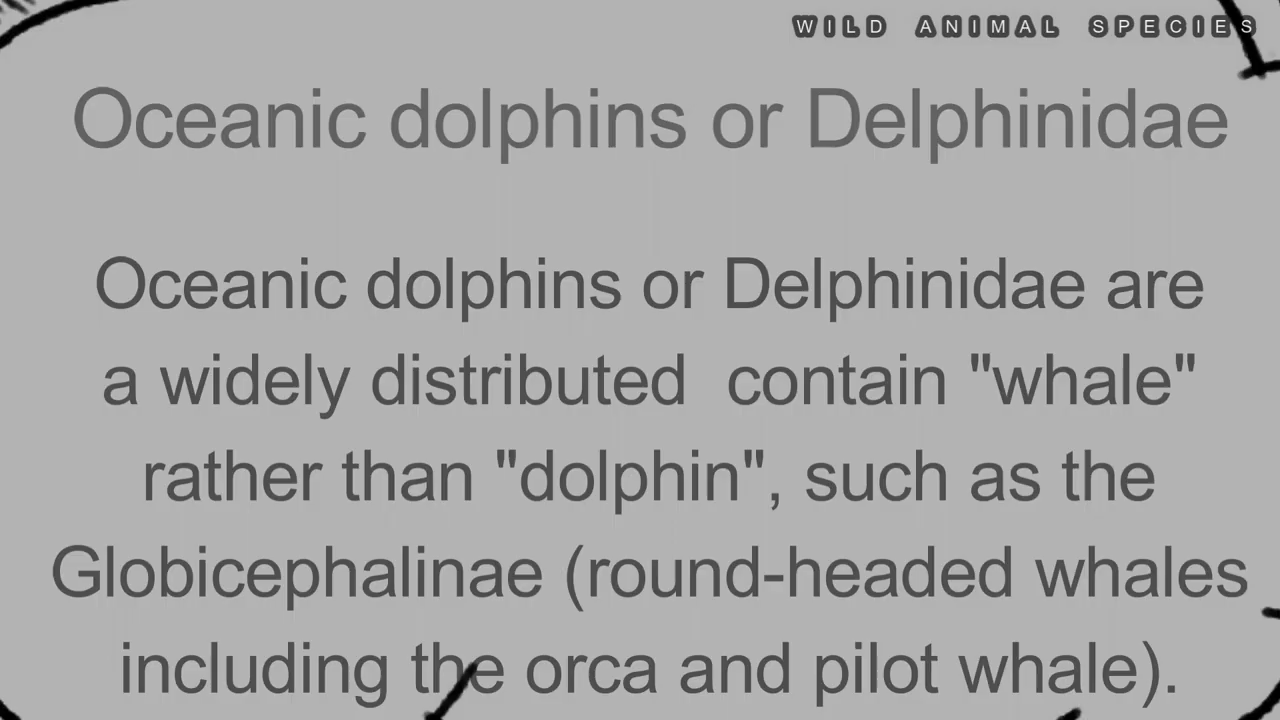 WILD ANIMAL SPECIES
Oceanic dolphins or Delphinidae
Oceanic dolphins or Delphinidae are
a widely distributed  contain "whale"
rather than "dolphin", such as the
Globicephalinae (round-headed whales
including the orca and pilot whale).